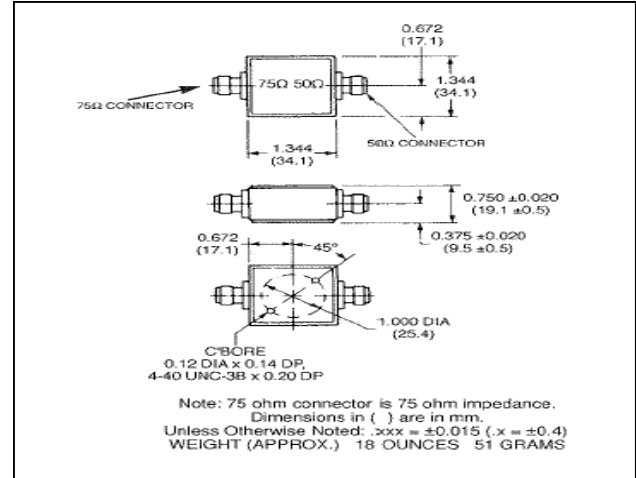 0.672
(17.1)
75Ω 50Ω
1.344
(34.1)
75Ω CONNECTOR
50Ω CONNECTOR
1.344
(34.1)
0.750 ±0.020
(19.1 ±0.5)
0.375 ±0.020
(9.5 ±0.5)
0.672
(17.1)
45°
1.000 DIA
(25.4)
C'BORE
0.12 DIA x 0.14 DP,
4-40 UNC-3B x 0.20 DP
Note: 75 ohm connector is 75 ohm impedance.
Dimensions in ( ) are in mm.
Unless Otherwise Noted: .xxx = ±0.015 (.x = ±0.4)
WEIGHT (APPROX.) 18 OUNCES 51 GRAMS